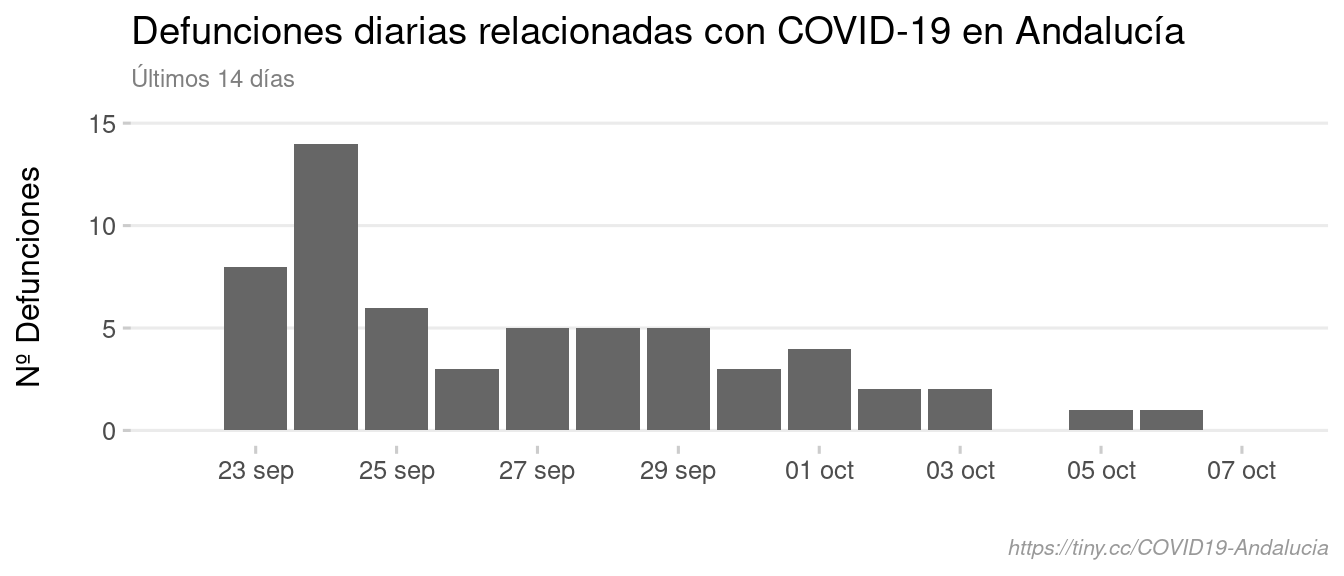 Defunciones diarias relacionadas con COVID-19 en Andalucía
Últimos 14 días
Nº Defunciones
15
10
5
0
23 sep 25 sep 27 sep 29 sep 01 oct 03 oct 05 oct 07 oct
https://tiny.cc/COVID19-Andalucia